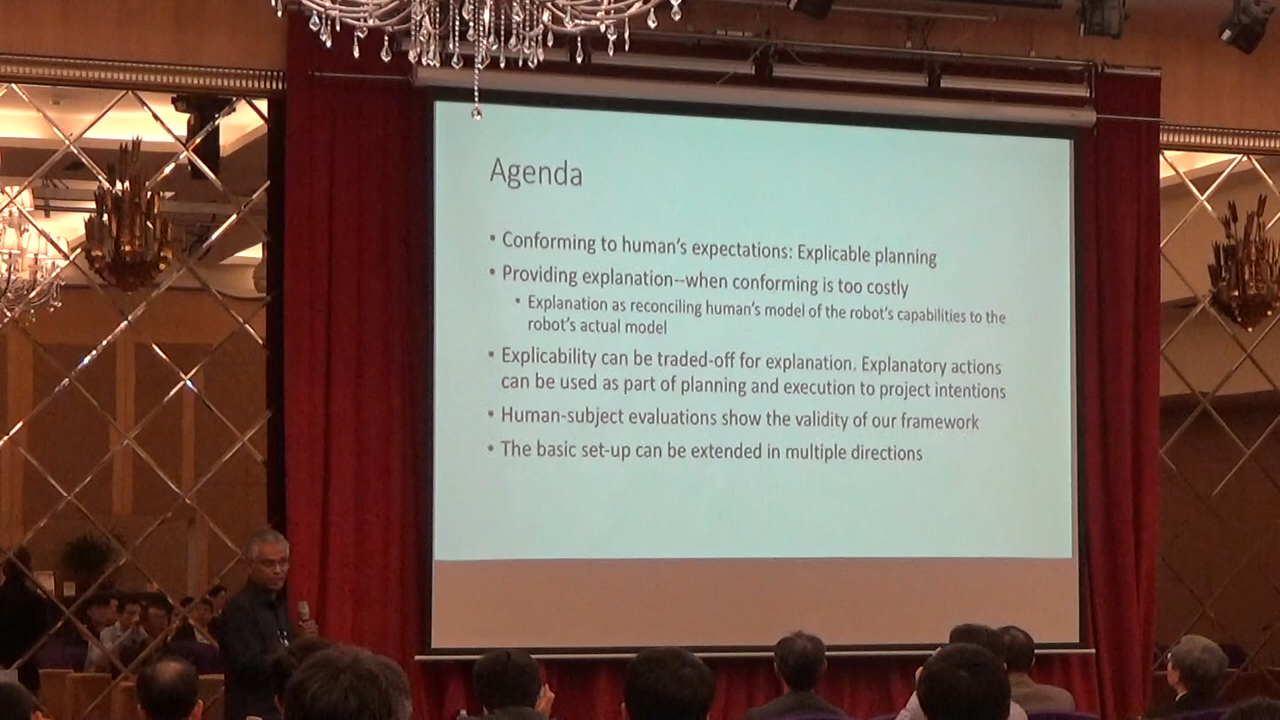 Agenda
• Conforming to human's expectations: Explicable planning
• Providing explanation--when conforming is too costly
• Explanation as reconciling human's model of the robot's capabilities to the
robot's actual model
• Explicability can be traded-off for explanation. Explanatory actions
can be used as part of planning and execution to project intentions
• Human-subject evaluations show the validity of our framework
• The basic set-up can be extended in multiple directions